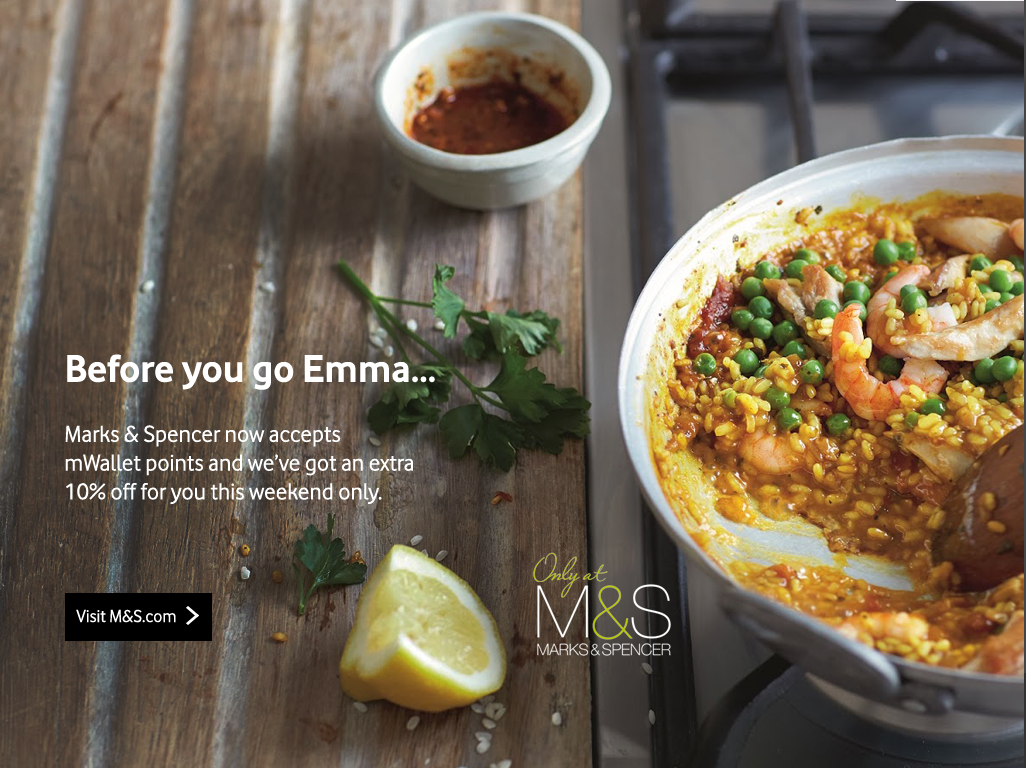 Before you go Emma...
Marks & Spencer now accepts
mWallet points and we've got an extra
10% off for you this weekend only.
Visit M&S.com
Only at
M&S
MARKS & SPENCER